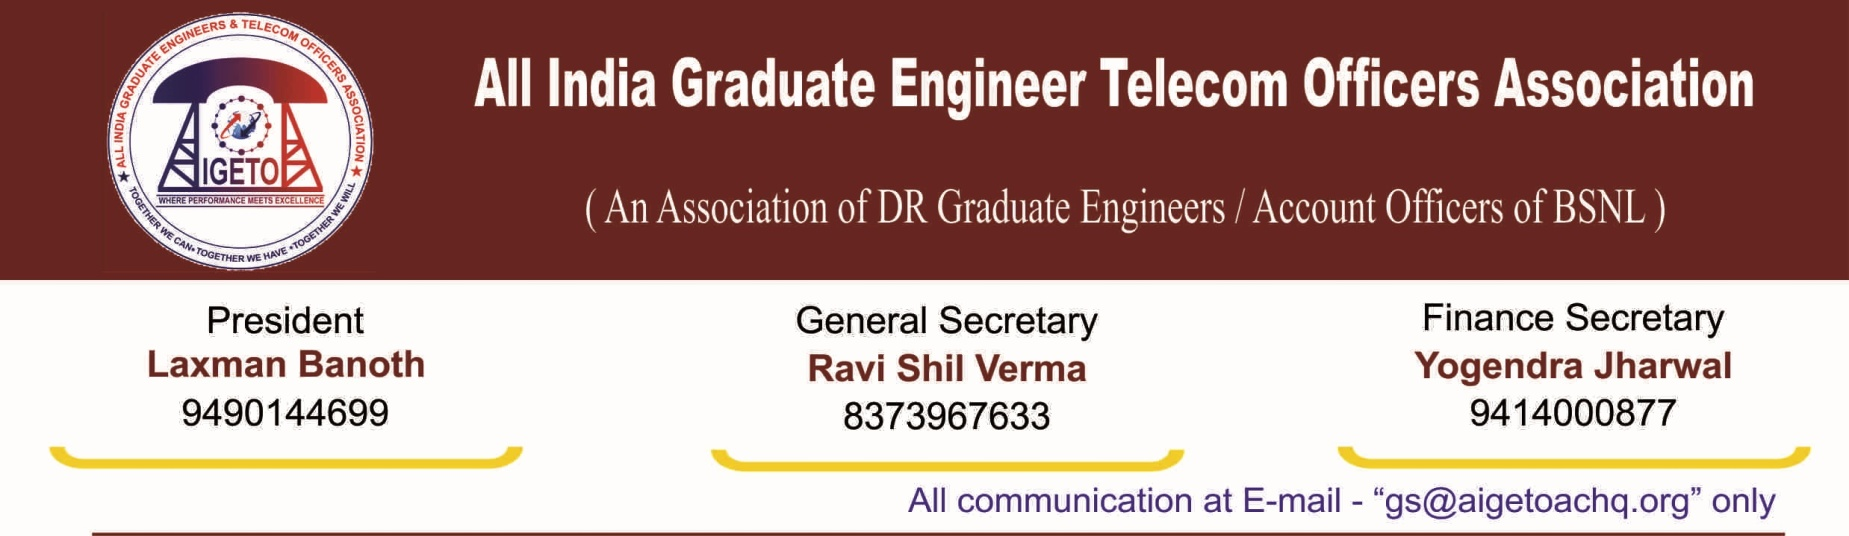 ALL INDIA GRADUATE ENGINEERS & TELECOM OFFICERS ASSOCIATION
IGETO
WHERE PERFORMANCE MEETS EXCELLENCE
TOGETHER WE CAN • TOGETHER WE HAVE • TOGETHER WE WILL
All India Graduate Engineer Telecom Officers Association
( An Association of DR Graduate Engineers / Account Officers of BSNL )
President
Laxman Banoth
9490144699
General Secretary
Ravi Shil Verma
8373967633
Finance Secretary
Yogendra Jharwal
9414000877
All communication at E-mail - “gs@aigetoachq.org” only